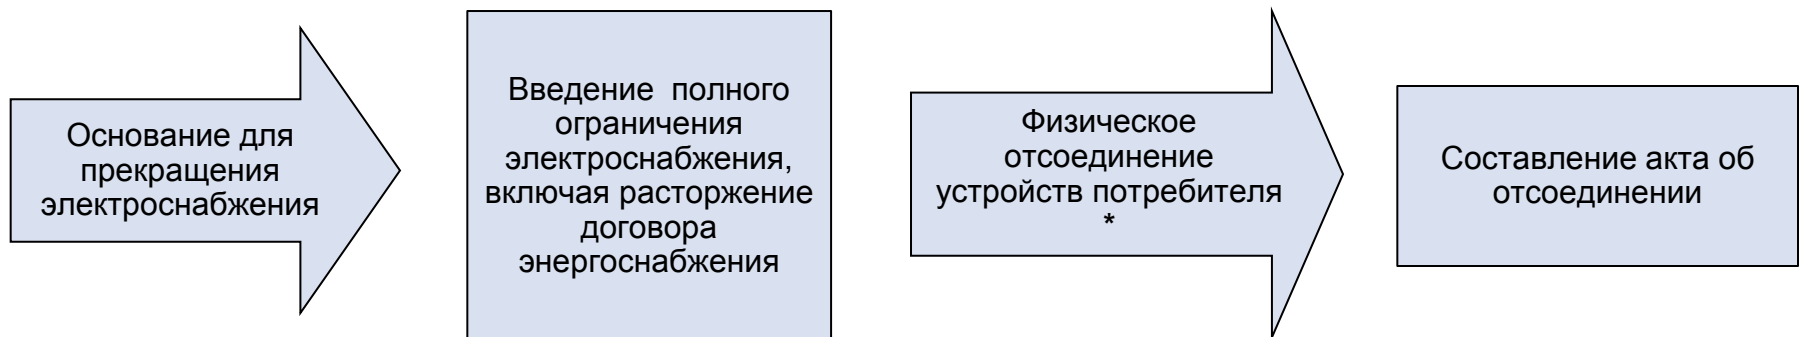 Основание для
прекращения
электроснабжения
Введение полного
ограничения
электроснабжения,
включая расторжение
договора
энергоснабжения
Физическое
отсоединение
устройств потребителя
*
Составление акта об
отсоединении